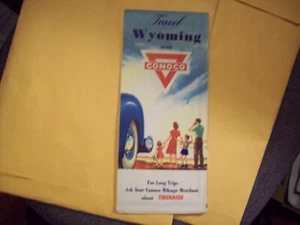 Travel
Wyoming
with
CONOCO
For Long Trips
Ask Your Conoco Mileage Merchant
about TOURAIDE